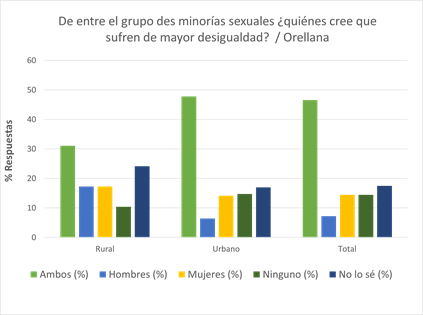 De entre el grupo des minorías sexuales ¿quiénes cree que
sufren de mayor desigualdad?  / Orellana
% Respuestas
60
50
40
30
20
10
0
Rural
Urbano
Total
Ambos (%)
Hombres (%)
Mujeres (%)
Ninguno (%)
No lo sé (%)